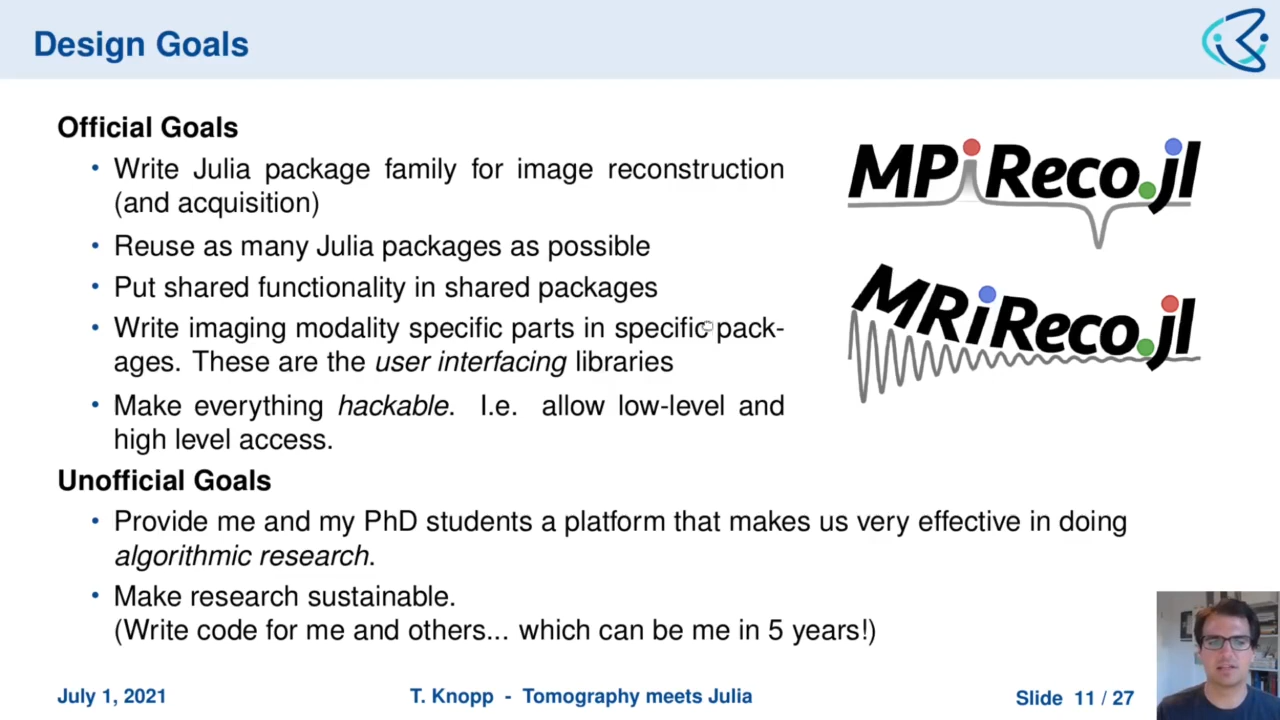 Design Goals
Official Goals
• Write Julia package family for image reconstruction
(and acquisition)
• Reuse as many Julia packages as possible
• Put shared functionality in shared packages
• Write imaging modality specific parts in specific pack-
ages. These are the user interfacing libraries
• Make everything hackable. I.e. allow low-level and
high level access.
MPiReco.jl
MRiReco.jl
Unofficial Goals
• Provide me and my PhD students a platform that makes us very effective in doing
algorithmic research.
• Make research sustainable.
(Write code for me and others... which can be me in 5 years!)
July 1, 2021
T. Knopp - Tomography meets Julia
Slide 11 / 27